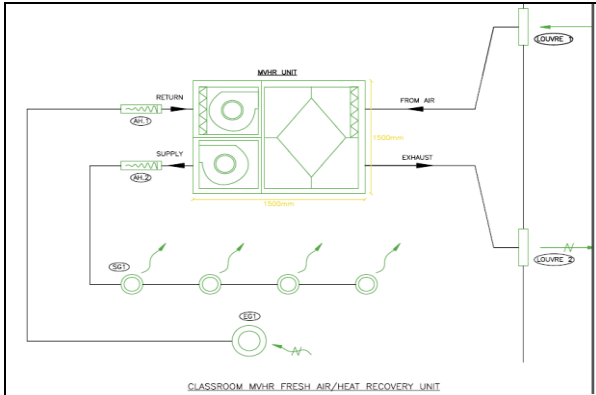 LOUVRE 1
MVHR UNIT
RETURN
FROM AIR
AH.1
1500mm
SUPPLY
EXHAUST
AH.2
1500mm
SG1
LOUVRE 2
EG1
CLASSROOM MVHR FRESH AIR/HEAT RECOVERY UNIT